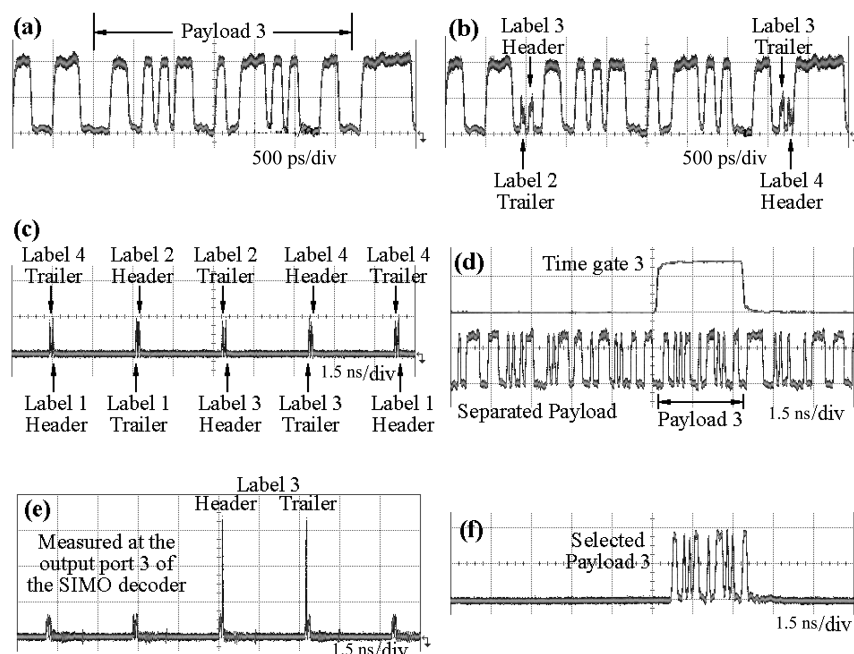 (a)
Payload 3
500 ps/div
(b)
Label 3
Header
Label 3
Trailer
500 ps/div
Label 2
Trailer
Label 4
Header
(c)
Label 4
Trailer
Label 2
Header
Label 2
Trailer
Label 4
Header
Label 4
Trailer
1.5 ns/div
Label 1
Header
Label 1
Trailer
Label 3
Header
Label 3
Trailer
Label 1
Header
(d)
Time gate 3
Separated Payload
Payload 3
1.5 ns/div
(e)
Label 3
Header Trailer
Measured at the
output port 3 of
the SIMO decoder
1.5 ns/div
(f)
Selected
Payload 3
1.5 ns/div